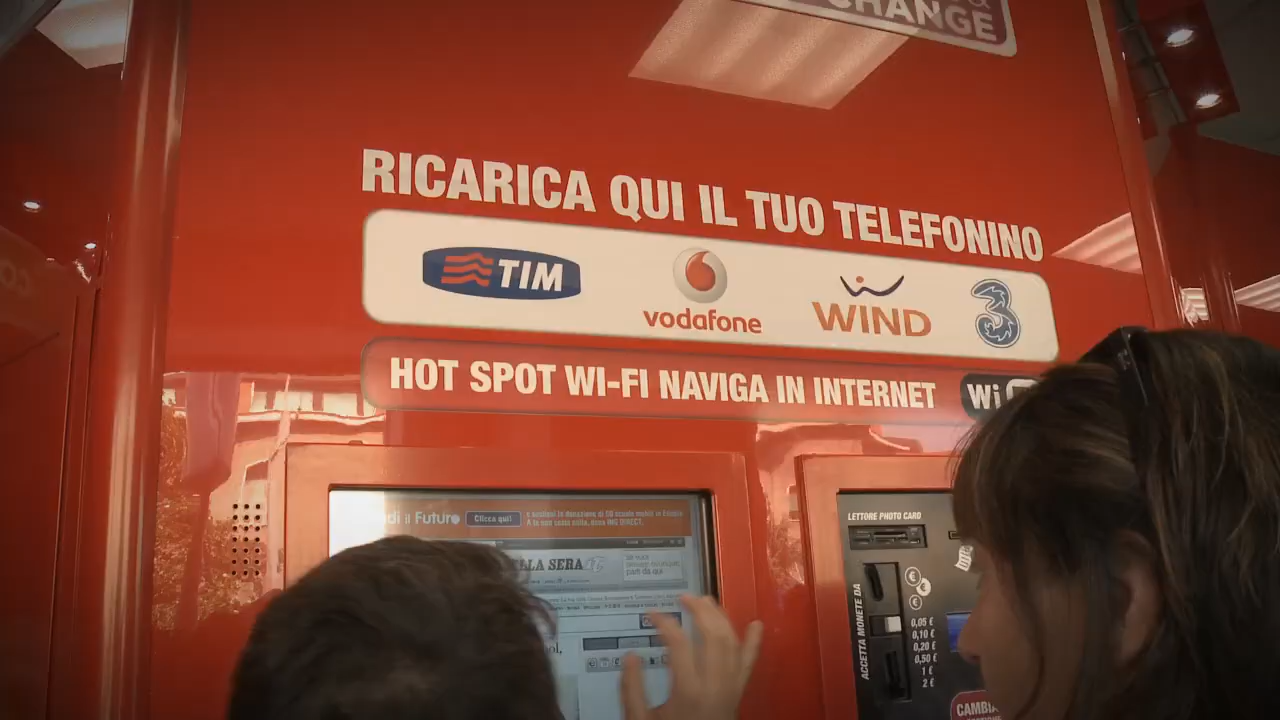 & CHANGE
RICARICA QUI IL TUO TELEFONINO
TIM
vodafone
WIND
3
HOT SPOT WI-FI NAVIGA IN INTERNET
Wi
di il Futuro
Clicca qui!
LLA SERA
LETTORE PHOTO CARD
ACCETTA MONETE DA
€
€
€
0,05 €
0,10 €
0,20 €
0,50 €
1 €
2 €
CAMBIA